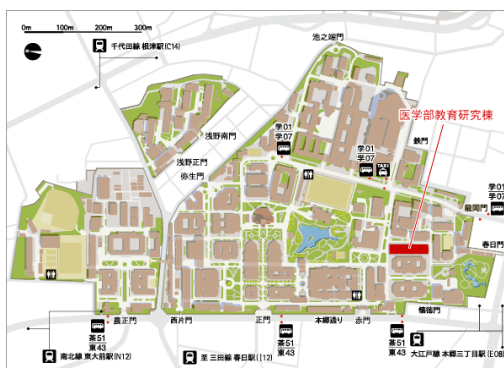 0m 100m 200m 300m
千代田線 根津駅(C14)
池之端門
医学部教育研究棟
浅野南門
学01
学07
学01
学07
TAXI
鉄門
浅野正門
弥生門
学01
学07
龍岡門
春日門
農正門
西片門
正門
本郷通り
赤門
懐徳門
茶51
東43
茶51
東43
茶51
東43
南北線 東大前駅(N12)
至 三田線 春日駅(I12)
大江戸線 本郷三丁目駅(E08)